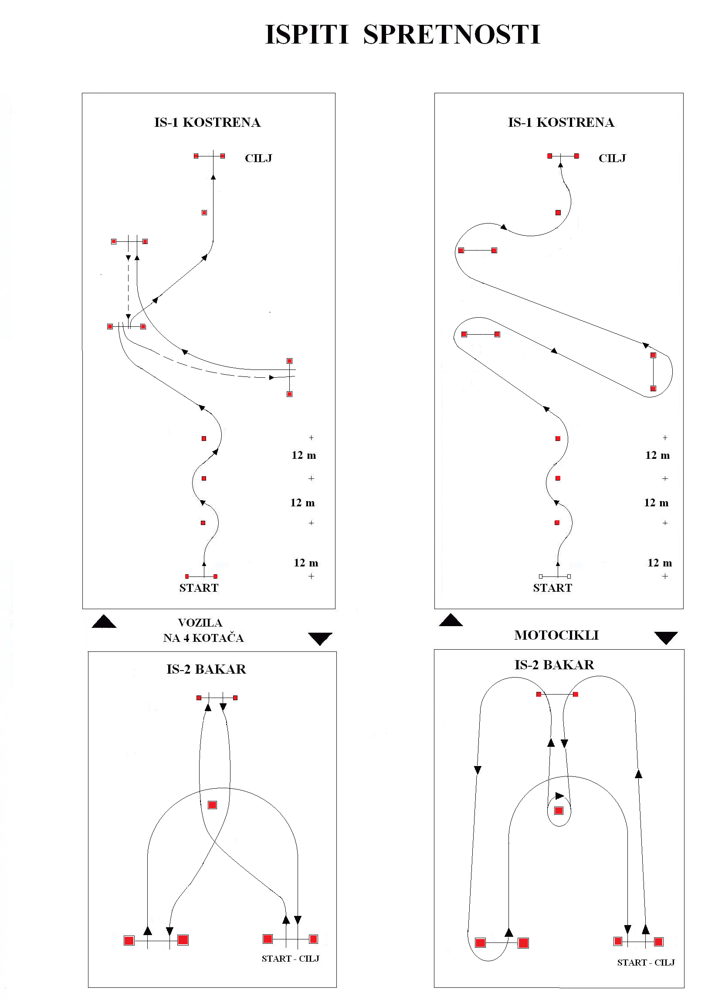 ISPITI SPRETNOSTI
IS-1 KOSTRENA
CILJ
12 m
12 m
12 m
START
IS-1 KOSTRENA
CILJ
12 m
12 m
12 m
START
VOZILA
NA 4 KOTAČA
MOTOCIKLI
IS-2 BAKAR
START - CILJ
IS-2 BAKAR
START - CILJ